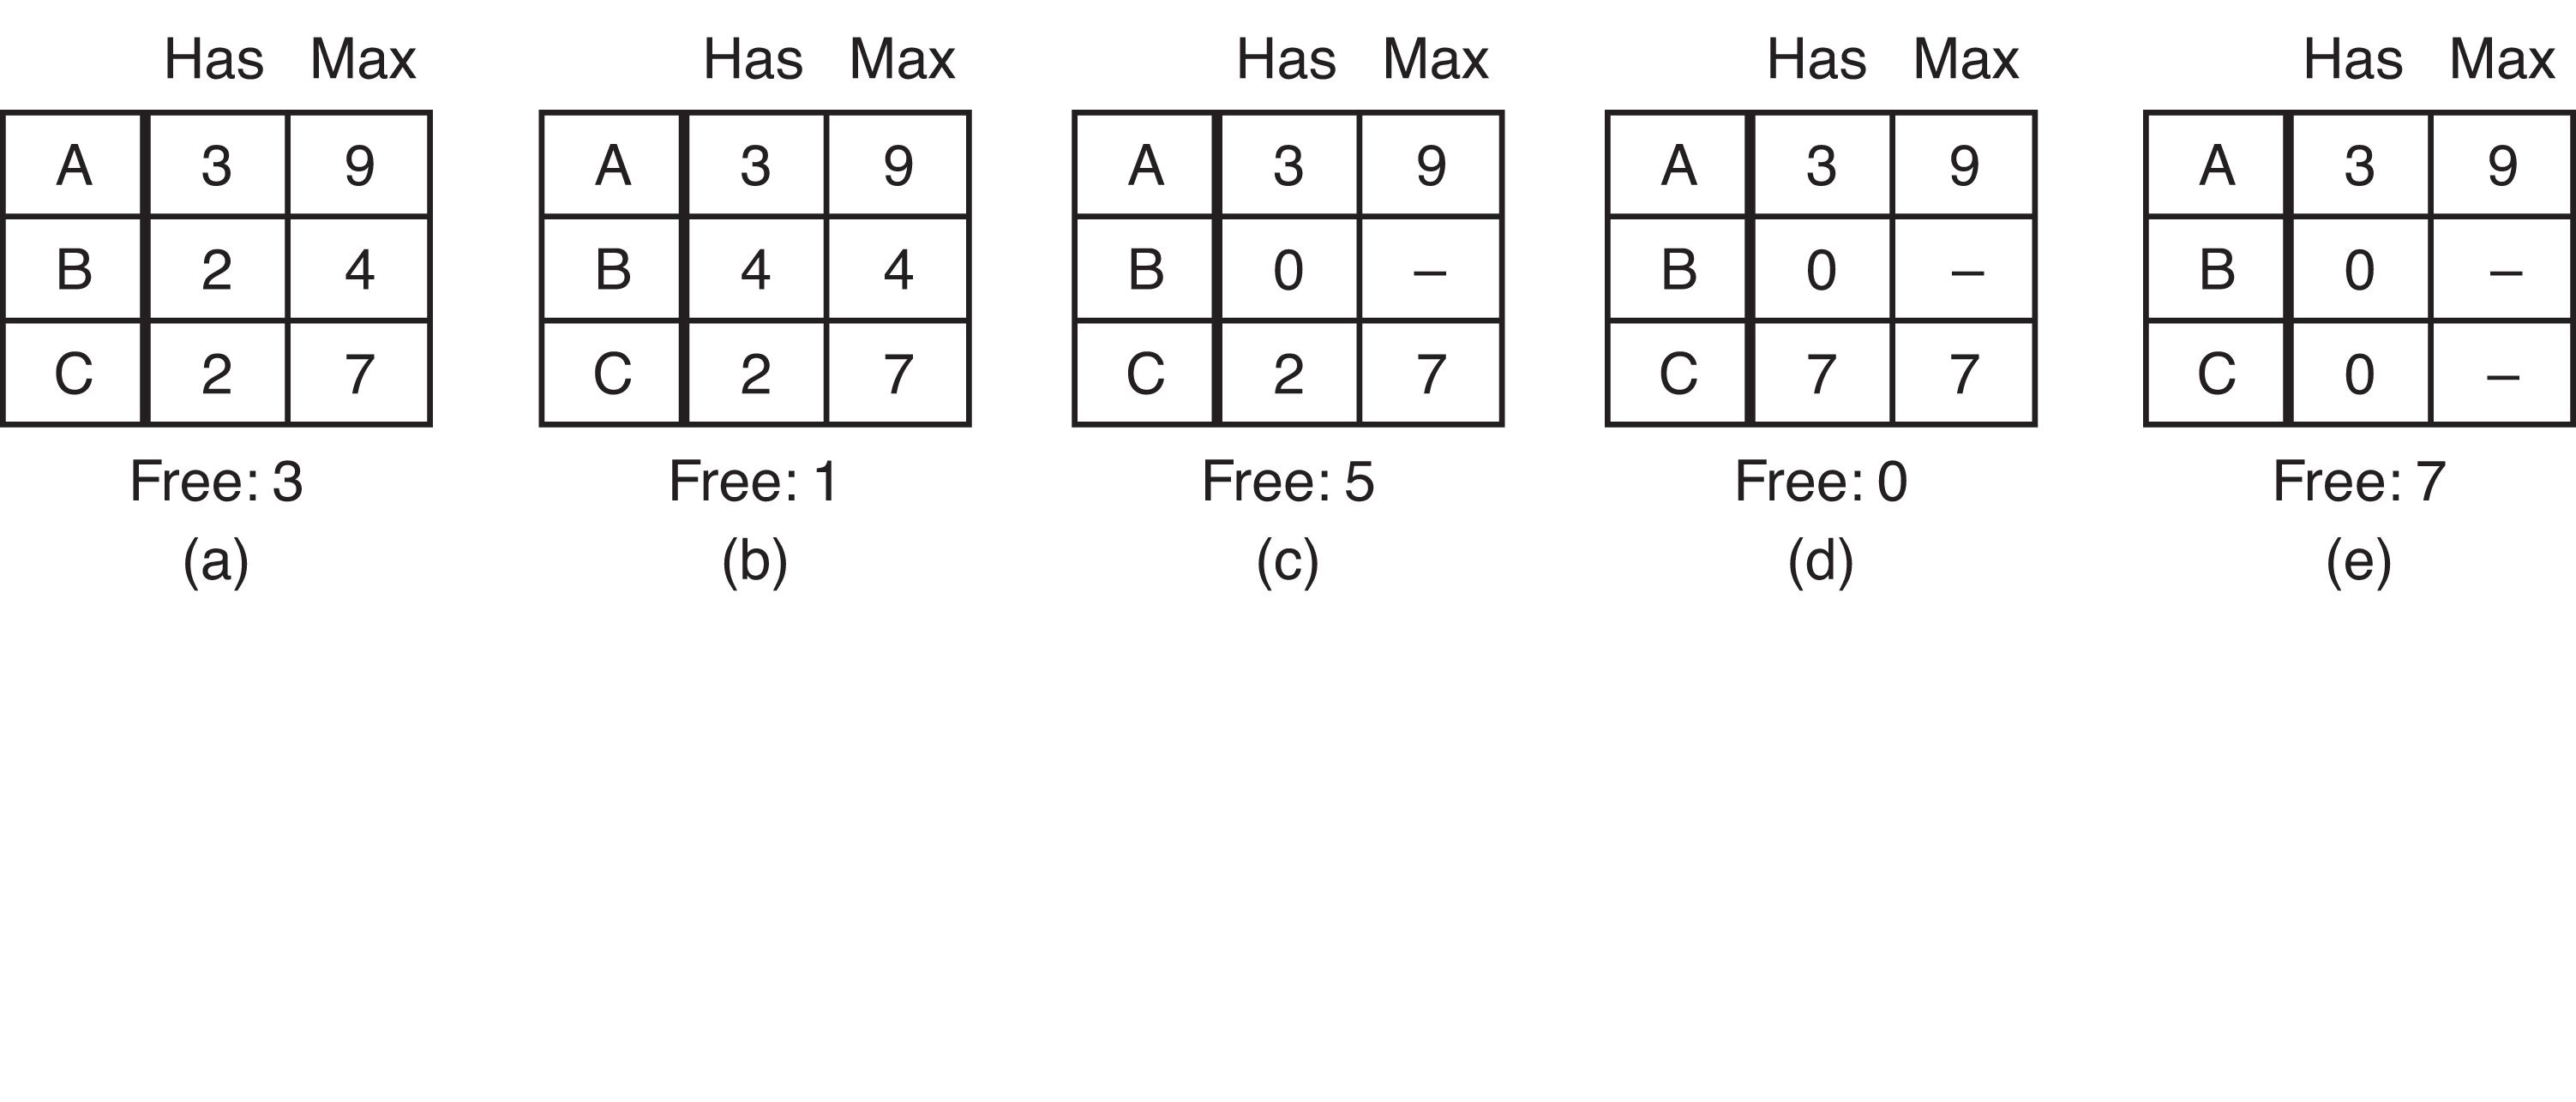 Has Max Has Max Has Max Has Max Has Max
A 3 9 A 3 9 A 3 9 A 3 9 A 3 9
B 2 4 B 4 4 B 0 – B 0 – B 0 –
C 2 7 C 2 7 C 2 7 C 7 7 C 0 –
Free: 3 Free: 1 Free: 5 Free: 0 Free: 7
(a) (b) (c) (d) (e)